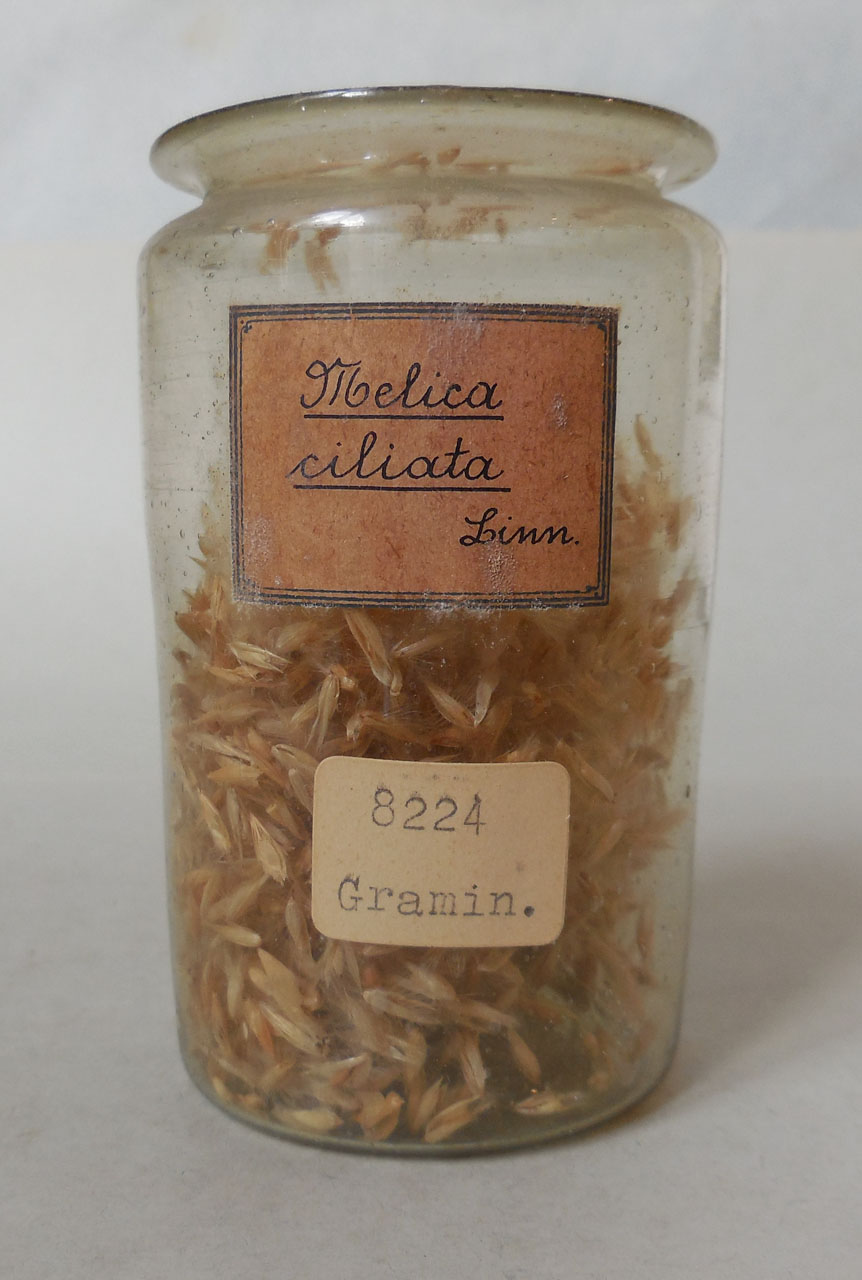 Melica
ciliata
Linn.
8224
Gramin.